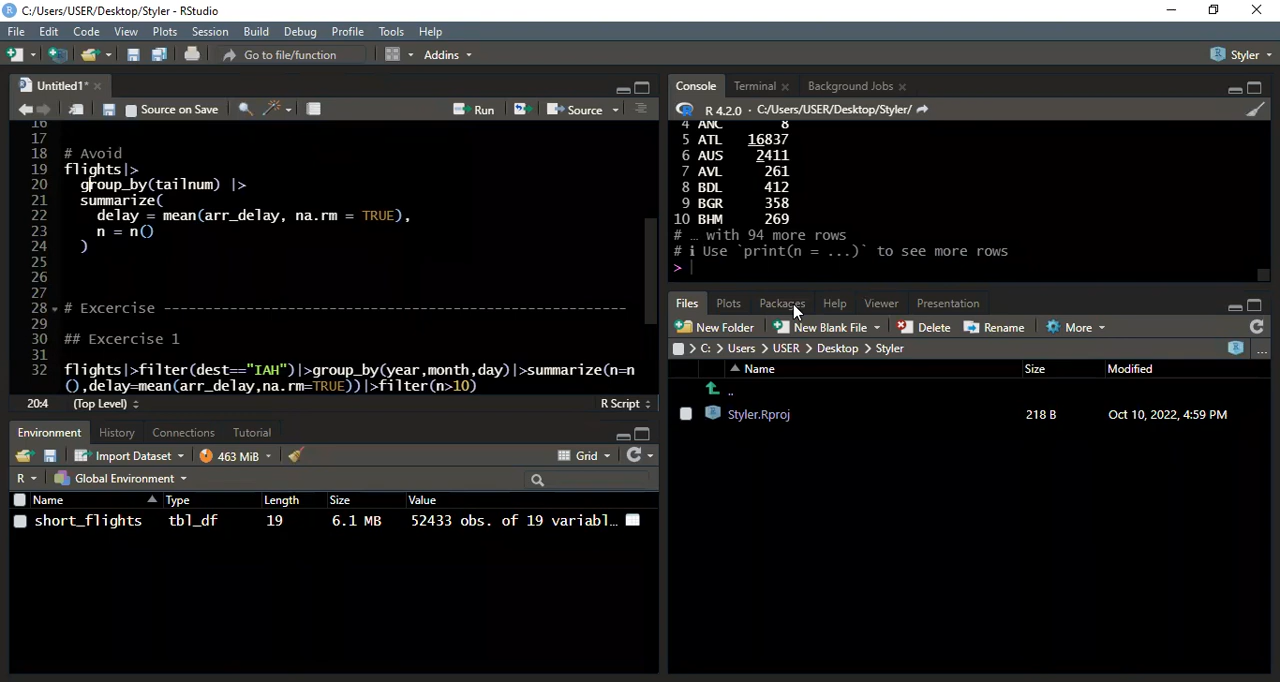 C:/Users/USER/Desktop/Styler - RStudio
File Edit Code View Plots Session Build Debug Profile Tools Help
Go to file/function Addins Styler
Untitled1*
Source on Save Run Source
16
17
18 # Avoid
19 flights|>
20 group_by(tailnum) |>
21 summarize(
22 delay = mean(arr_delay, na.rm = TRUE),
23 n = n()
24 )
25
26
27
28 # Excercise -----------------------------------------------------------
29
30 ## Excercise 1
31
32 flights|>filter(dest=="IAH")|>group_by(year,month,day)|>summarize(n=n
(),delay=mean(arr_delay,na.rm=TRUE))|>filter(n>10)
20:4 (Top Level) R Script
Environment History Connections Tutorial
Import Dataset 463 MiB Grid
R Global Environment
Name Type Length Size Value
short_flights tbl_df 19 6.1 MB 52433 obs. of 19 variabl...
Console Terminal Background Jobs
R 4.2.0 · C:/Users/USER/Desktop/Styler/
4 ANC 8
5 ATL 16837
6 AUS 2411
7 AVL 261
8 BDL 412
9 BGR 358
10 BHM 269
# … with 94 more rows
# ℹ Use `print(n = ...)` to see more rows
>
Files Plots Packages Help Viewer Presentation
New Folder New Blank File Delete Rename More
C: > Users > USER > Desktop > Styler ...
Name Size Modified
..
Styler.Rproj 218 B Oct 10, 2022, 4:59 PM